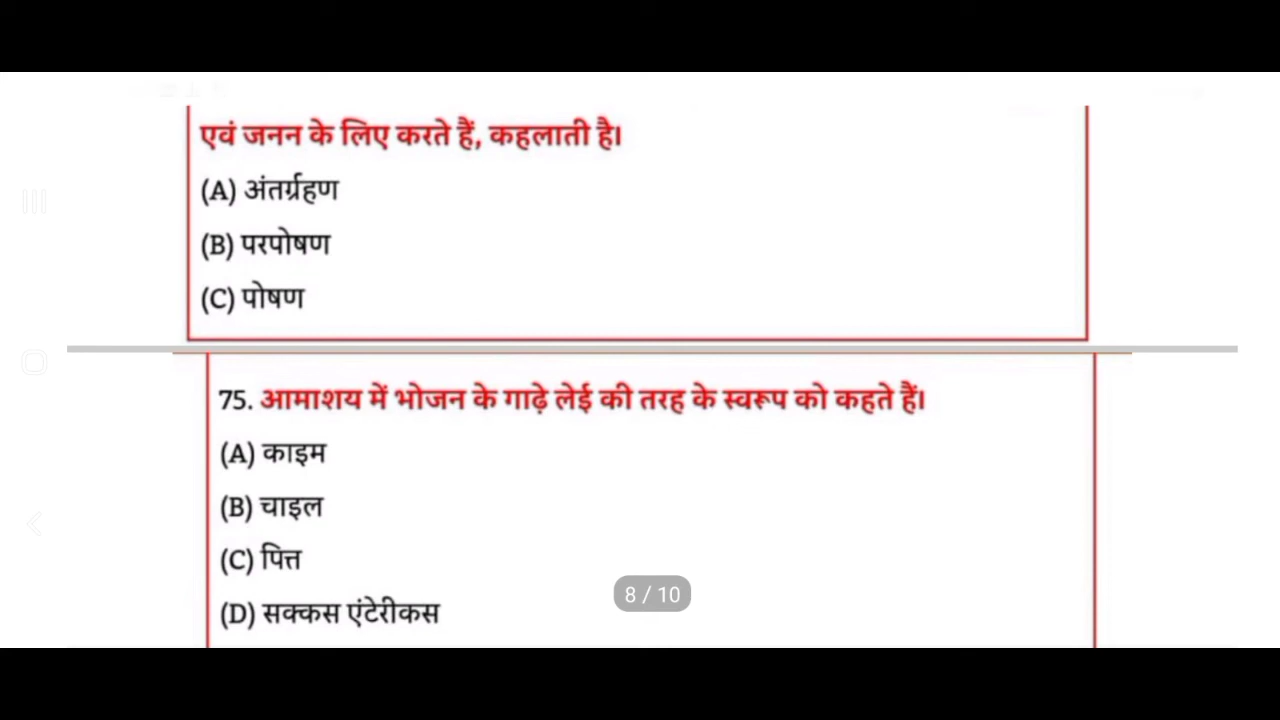 एवं जनन के लिए करते हैं, कहलाती है।
(A) अंतर्ग्रहण
(B) परपोषण
(C) पोषण
75. आमाशय में भोजन के गाढ़े लेई की तरह के स्वरूप को कहते हैं।
(A) काइम
(B) चाइल
(C) पित्त
(D) सक्कस एंटेरीकस
8 / 10